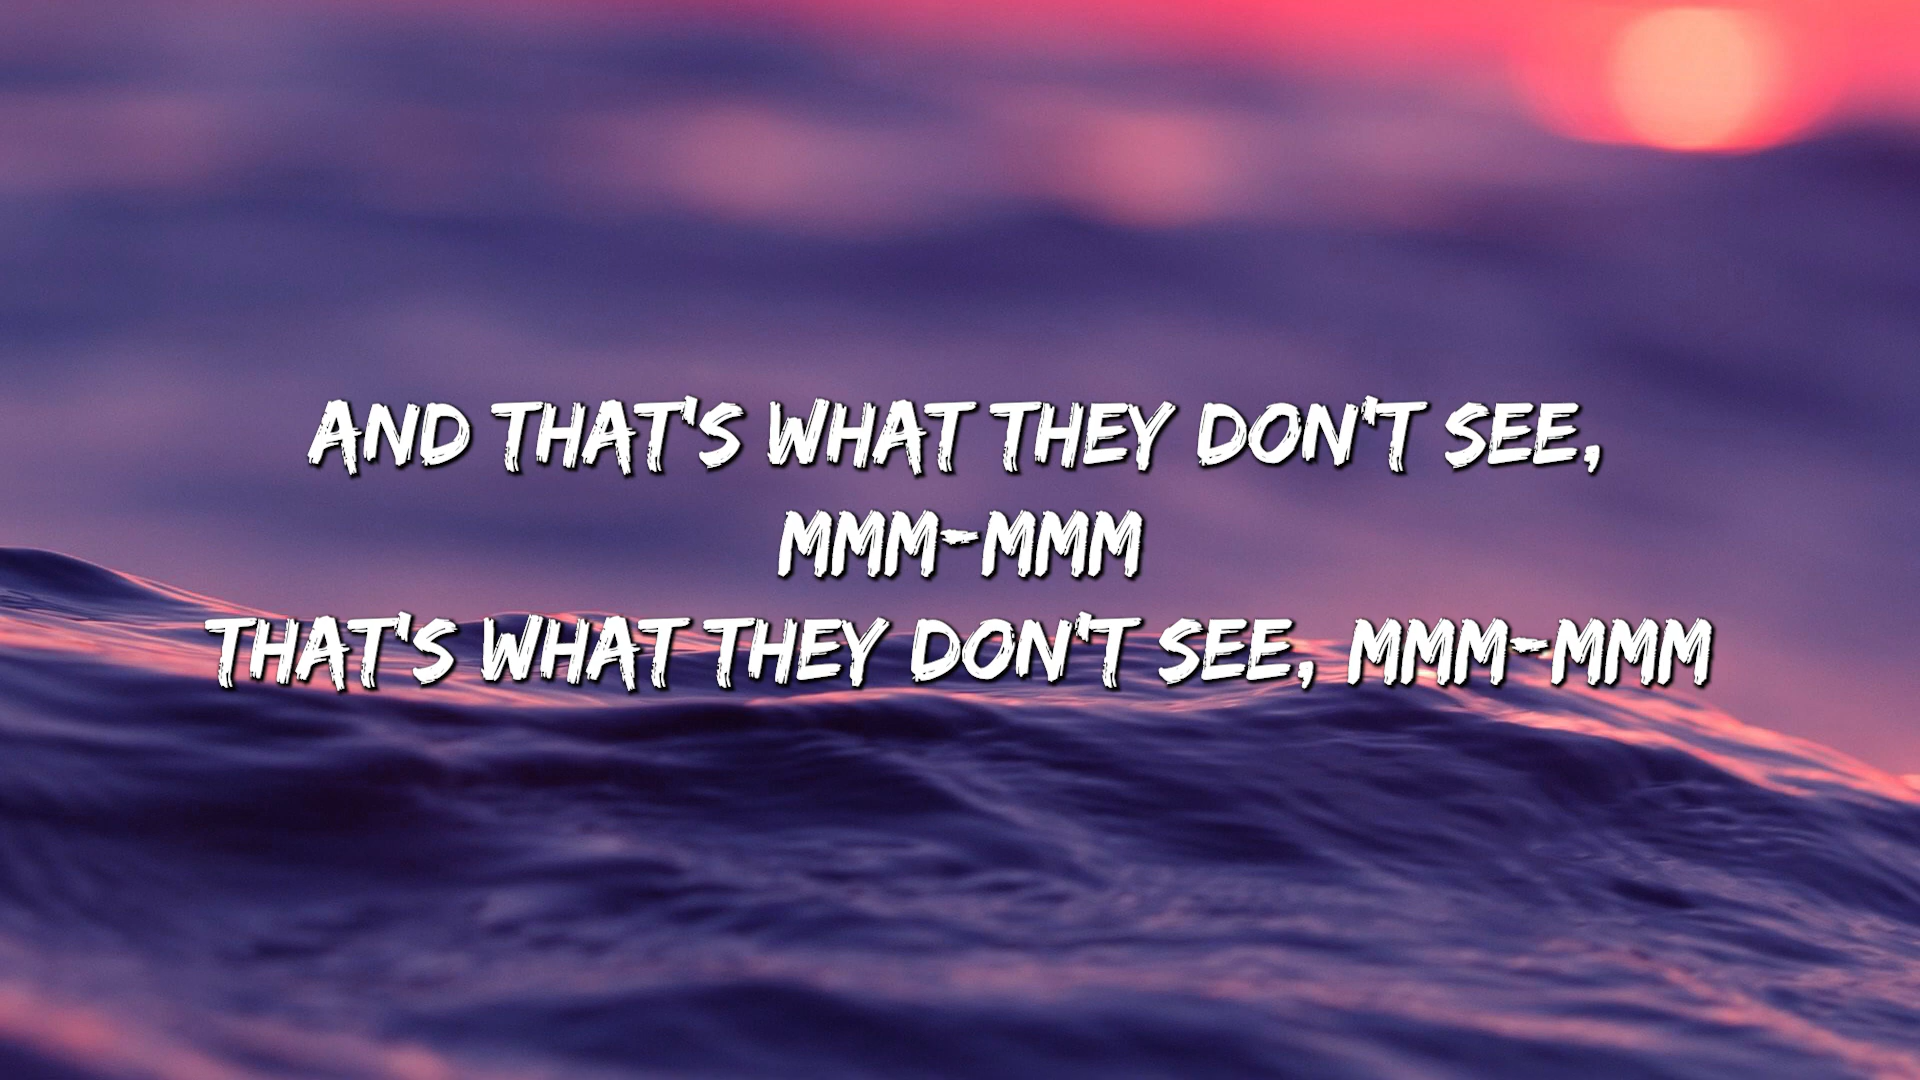 AND THAT'S WHAT THEY DON'T SEE,
MMM-MMM
THAT'S WHAT THEY DON'T SEE, MMM-MMM